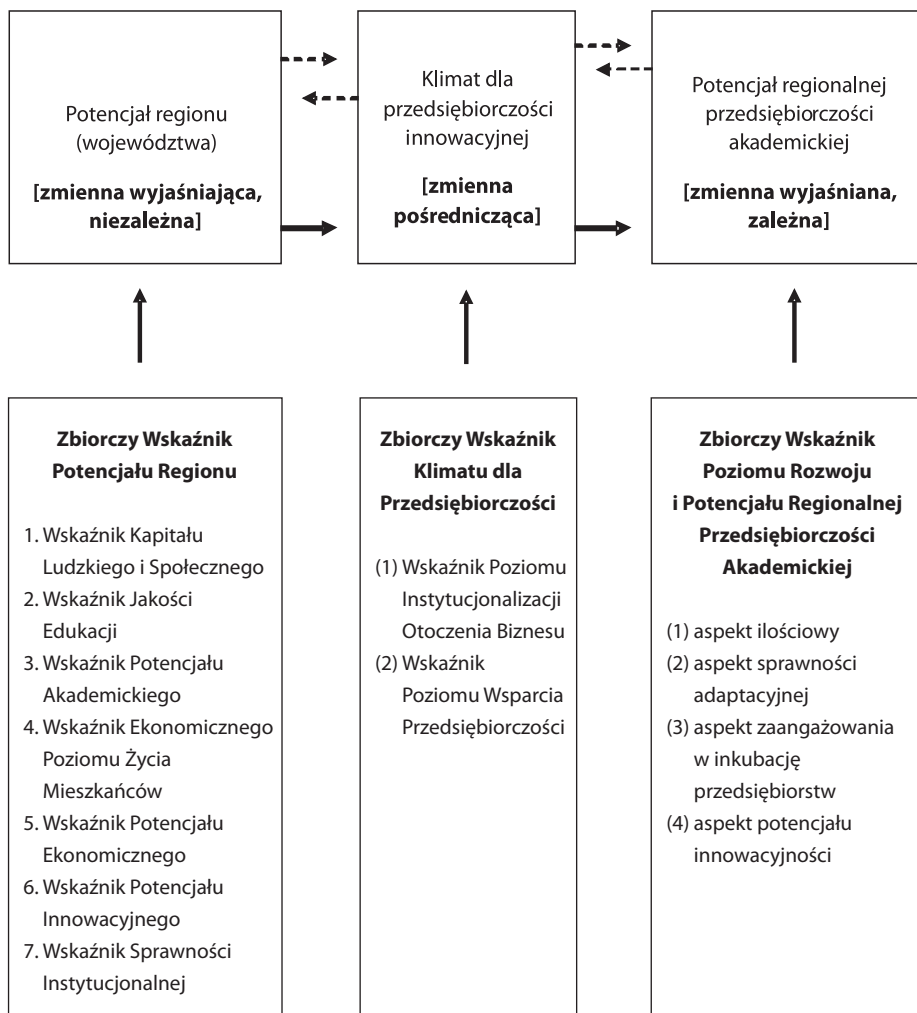 Potencjał regionu
(województwa)
[zmienna wyjaśniająca,
niezależna]
Klimat dla
przedsiębiorczości
innowacyjnej
[zmienna
pośrednicząca]
Potencjał regionalnej
przedsiębiorczości
akademickiej
[zmienna wyjaśniana,
zależna]
Zbiorczy Wskaźnik
Potencjału Regionu
1. Wskaźnik Kapitału
Ludzkiego i Społecznego
2. Wskaźnik Jakości
Edukacji
3. Wskaźnik Potencjału
Akademickiego
4. Wskaźnik Ekonomicznego
Poziomu Życia
Mieszkańców
5. Wskaźnik Potencjału
Ekonomicznego
6. Wskaźnik Potencjału
Innowacyjnego
7. Wskaźnik Sprawności
Instytucjonalnej
Zbiorczy Wskaźnik
Klimatu dla
Przedsiębiorczości
(1) Wskaźnik Poziomu
Instytucjonalizacji
Otoczenia Biznesu
(2) Wskaźnik
Poziomu Wsparcia
Przedsiębiorczości
Zbiorczy Wskaźnik
Poziomu Rozwoju
i Potencjału Regionalnej
Przedsiębiorczości
Akademickiej
(1) aspekt ilościowy
(2) aspekt sprawności
adaptacyjnej
(3) aspekt zaangażowania
w inkubację
przedsiębiorstw
(4) aspekt potencjału
innowacyjności